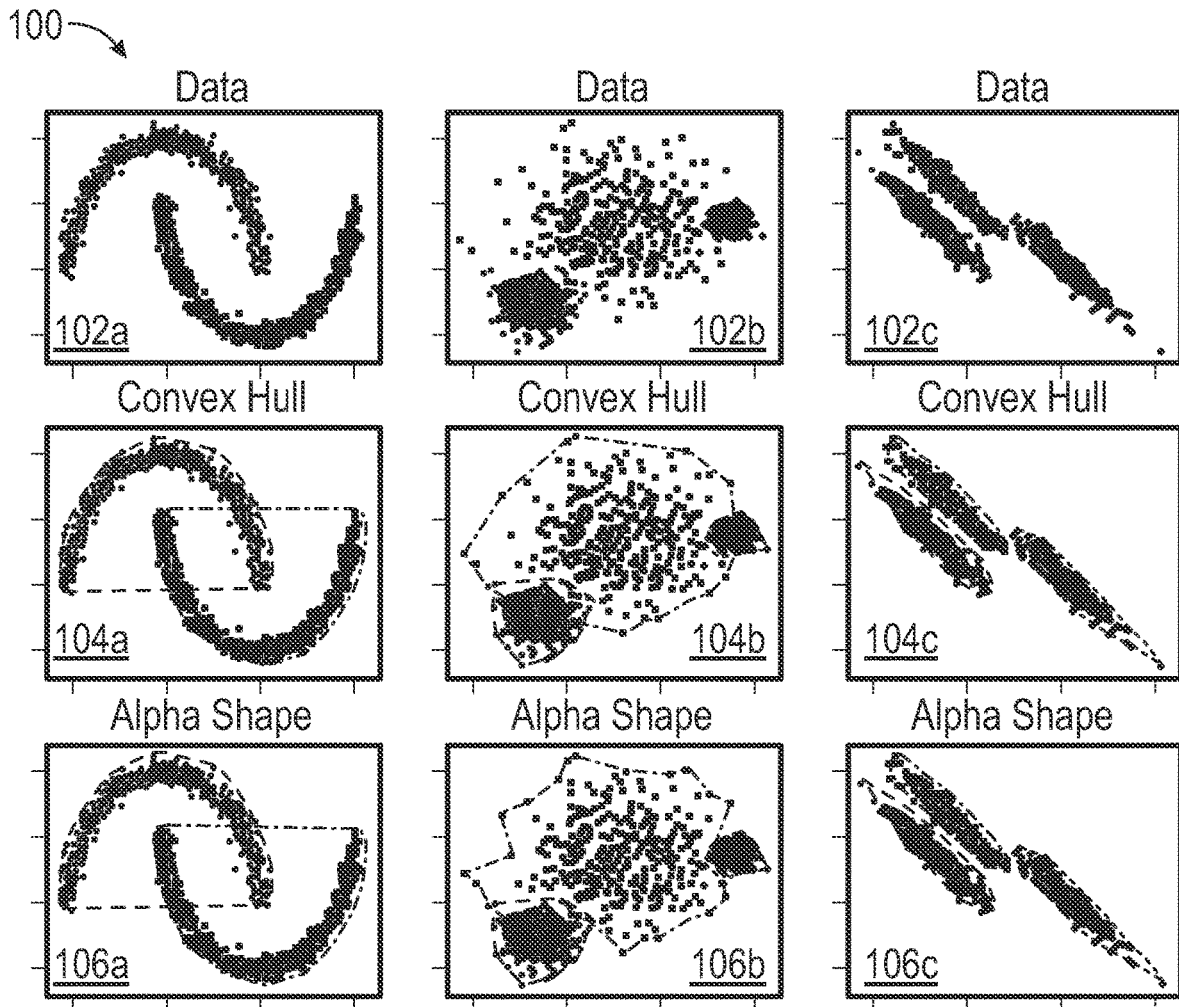 100
Data Data Data
102a 102b 102c
Convex Hull Convex Hull Convex Hull
104a 104b 104c
Alpha Shape Alpha Shape Alpha Shape
106a 106b 106c